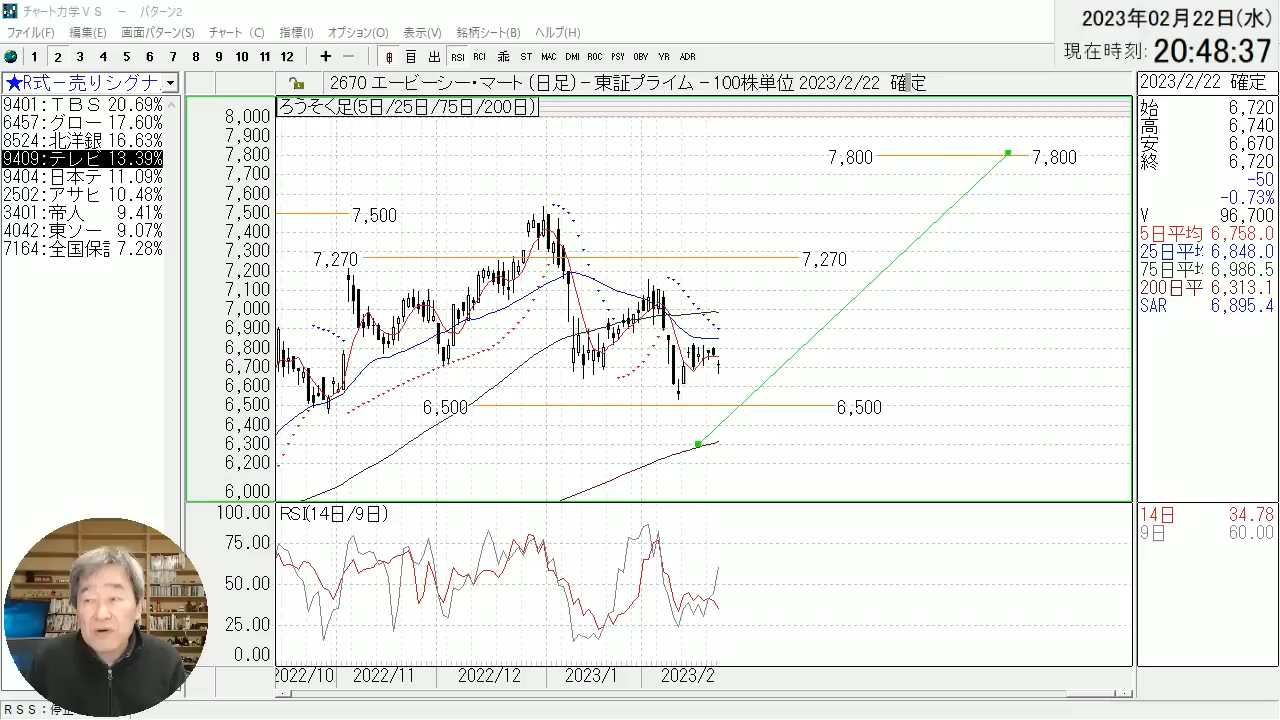 チャート力学VS － パターン2
ファイル(F) 編集(E) 画面パターン(S) チャート (C) 指標(I) オプション(O) 表示(V) 銘柄シート(B) ヘルプ(H)
2023年02月22日(水)
現在時刻: 20:48:37
1 2 3 4 5 6 7 8 9 10 11 12 + － RSI RCI 乖 ST MAC DMI ROC PSY OBV YR ADR
★R式－売りシグナ
2670 エービーシー・マート (日足)－東証プライム －100株単位 2023/2/22 確定
2023/2/22 確定
ろうそく足(5日/25日/75日/200日)
9401:ＴＢＳ 20.69%
6457:グロー 17.60%
8524:北洋銀 16.63%
9409:テレビ 13.39%
9404:日本テ 11.09%
2502:アサヒ 10.48%
3401:帝人 9.41%
4042:東ソー 9.07%
7164:全国保証 7.28%
8,000
7,900
7,800
7,700
7,600
7,500
7,400
7,300
7,200
7,100
7,000
6,900
6,800
6,700
6,600
6,500
6,400
6,300
6,200
6,000
7,800 7,800
7,500
7,270 7,270
6,500 6,500
始 6,720
高 6,740
安 6,670
終 6,720
-50
-0.73%
V 96,700
5日平均 6,758.0
25日平均 6,848.0
75日平均 6,988.5
200日平 6,313.1
SAR 6,895.4
RSI(14日/9日)
100.00
75.00
50.00
25.00
0.00
14日 34.78
9日 60.00
2022/10 2022/11 2022/12 2023/1 2023/2
RSS:停止